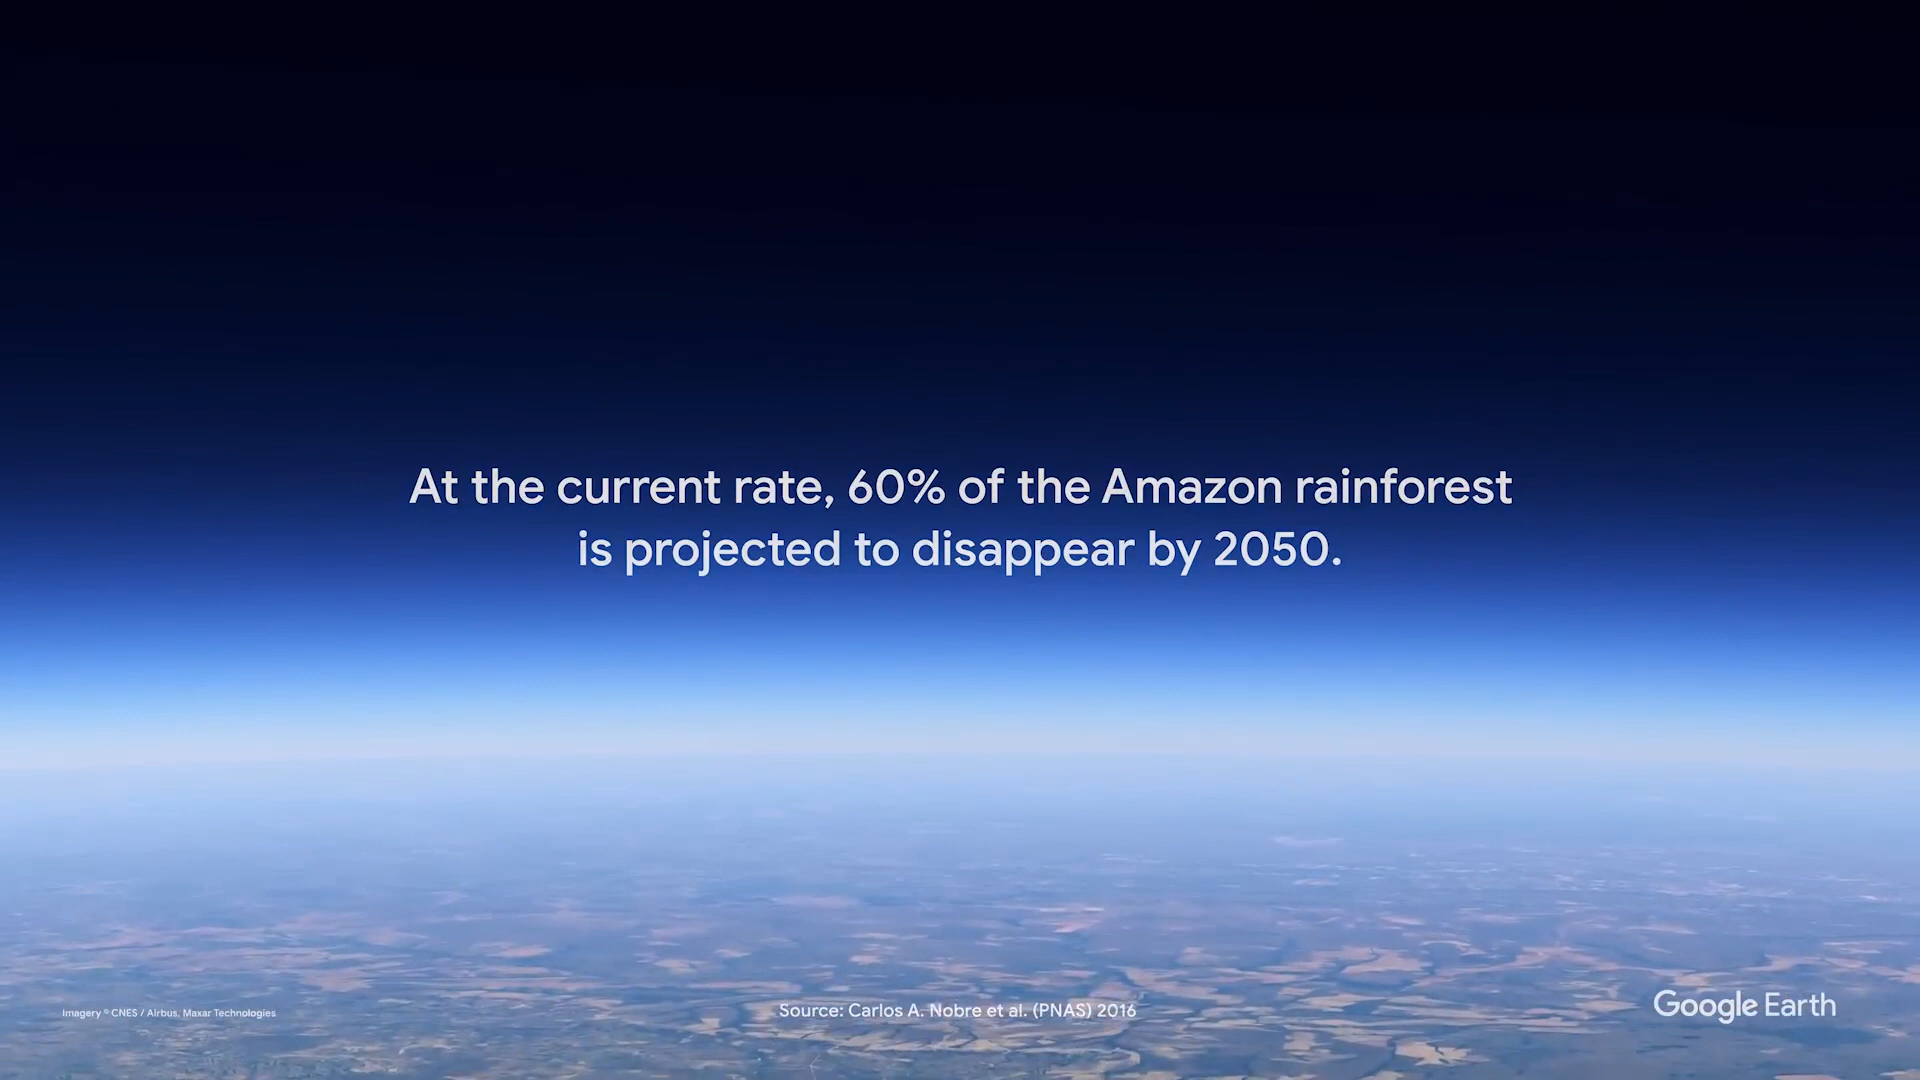 At the current rate, 60% of the Amazon rainforest
is projected to disappear by 2050.
Imagery © CNES / Airbus, Maxar Technologies
Source: Carlos A. Nobre et al. (PNAS) 2016
Google Earth